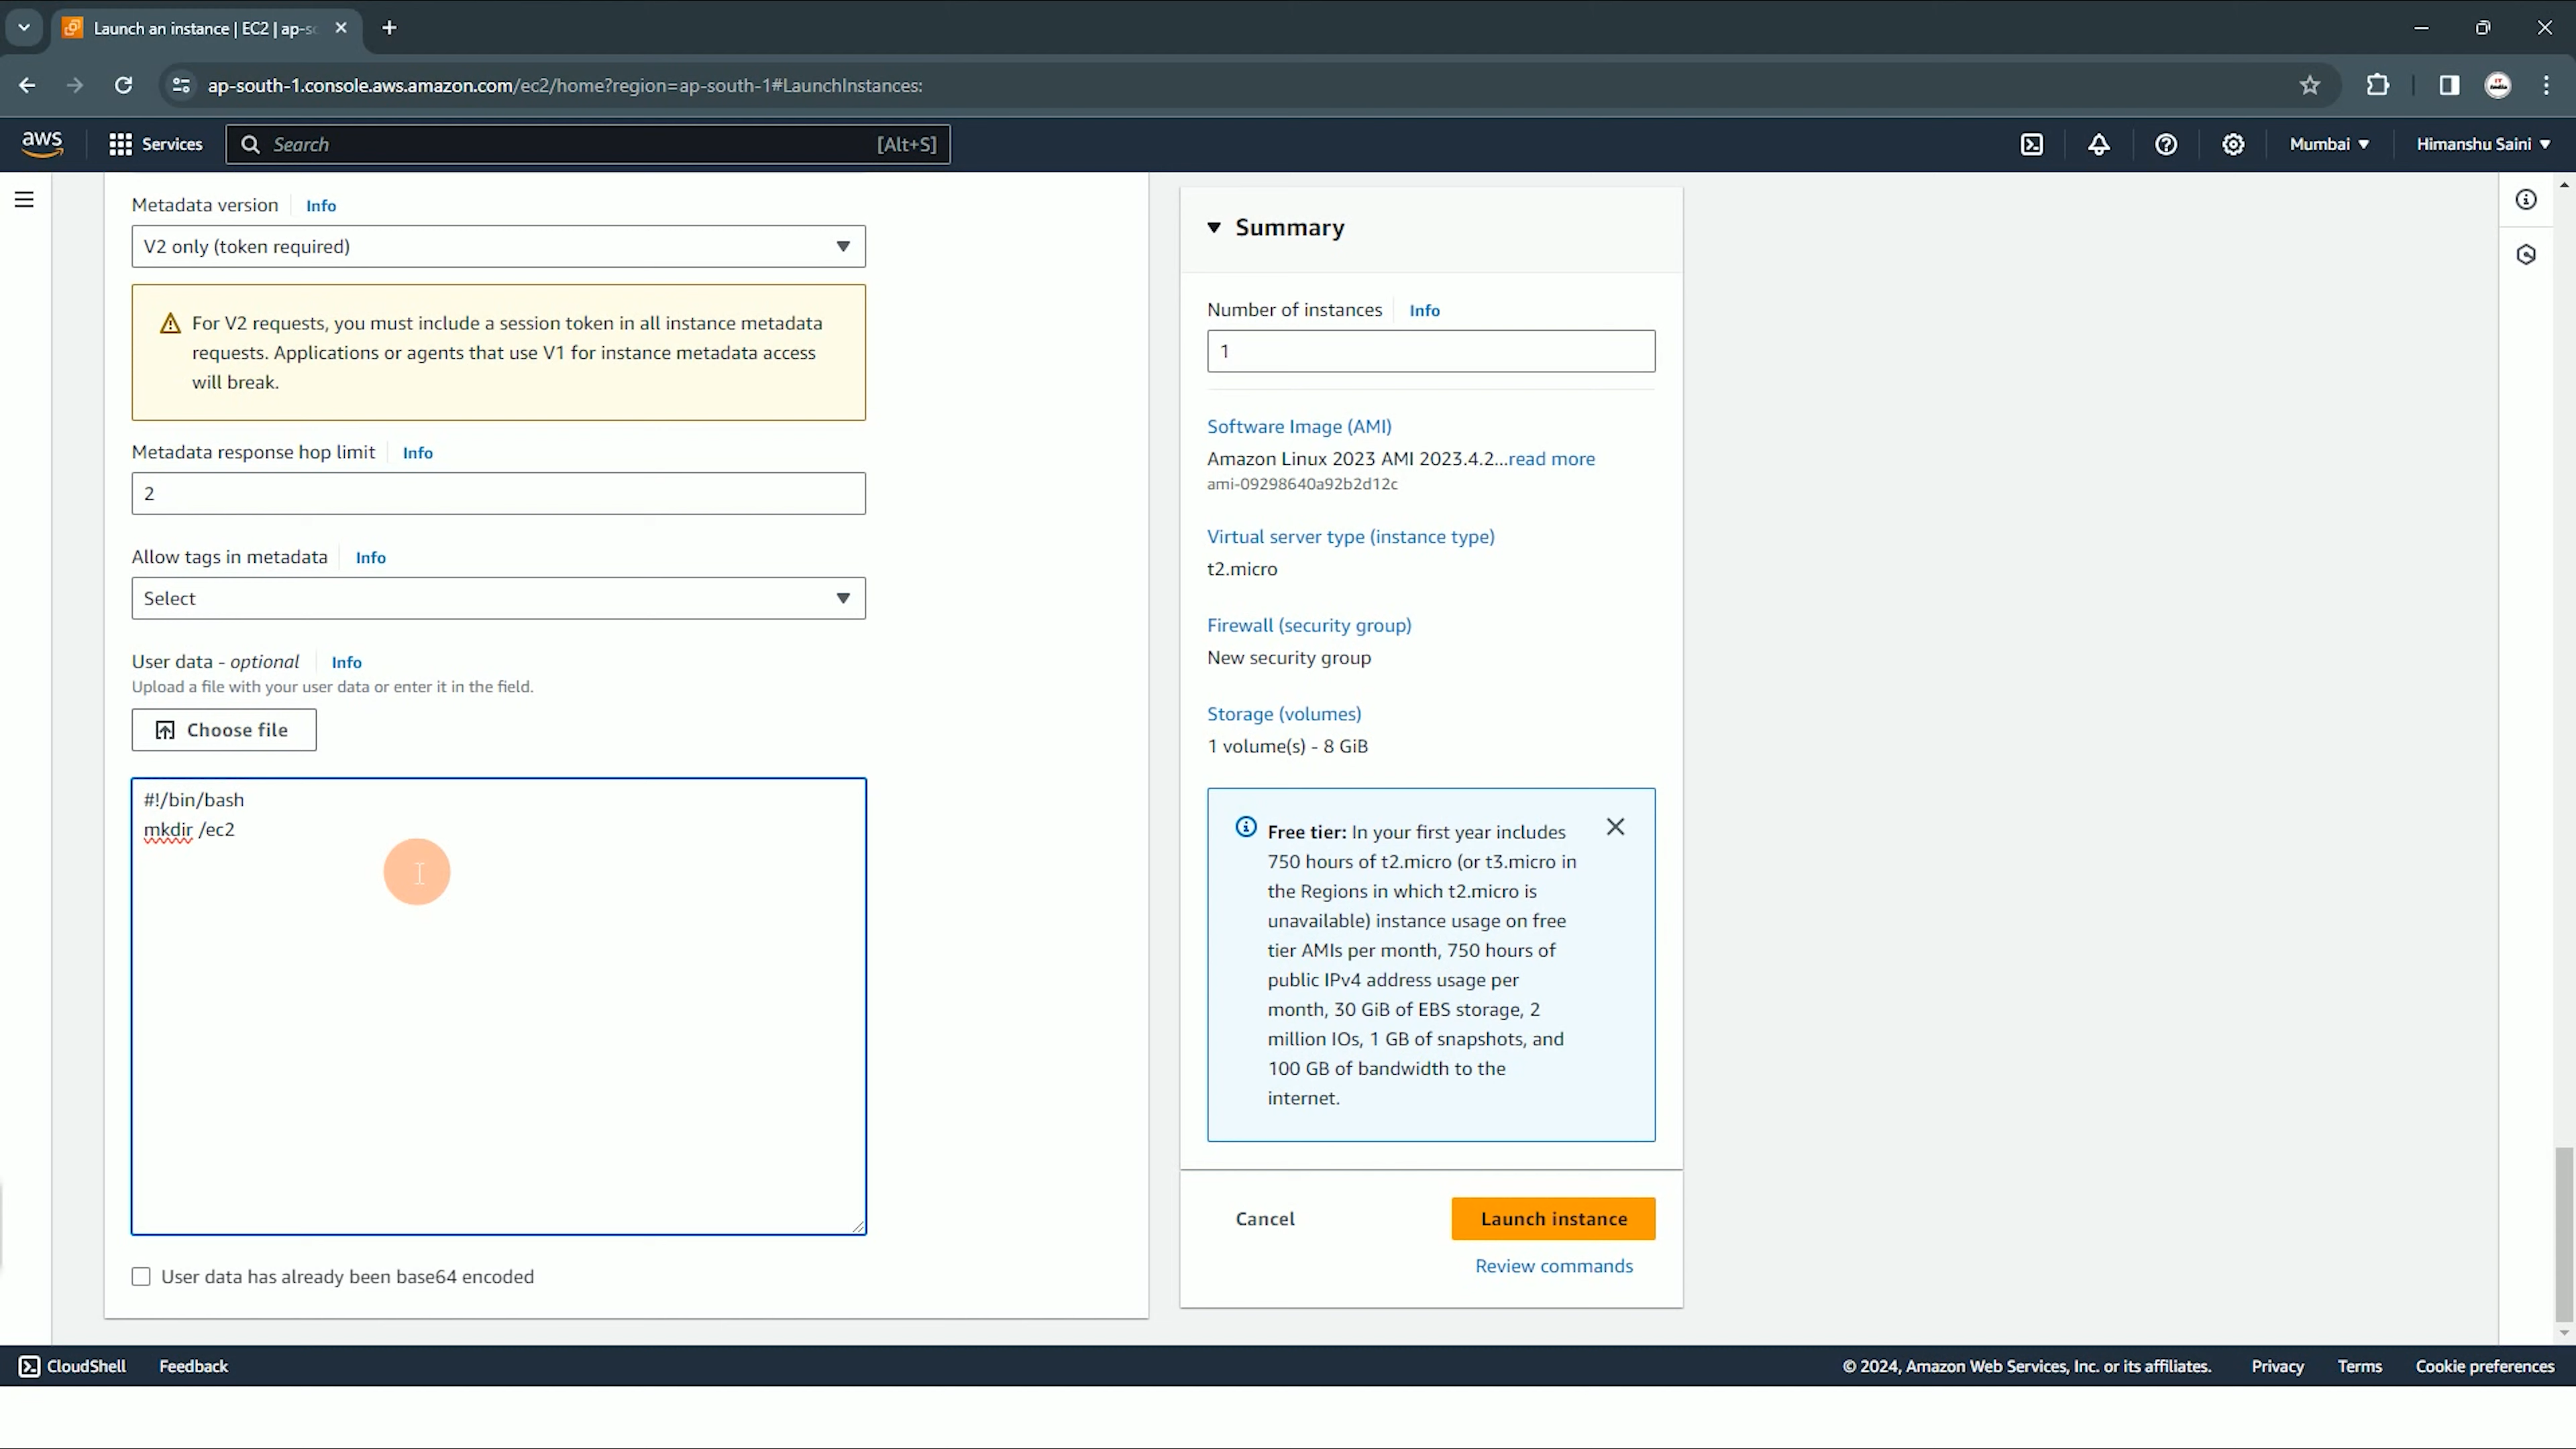 Launch an instance | EC2 | ap-so
ap-south-1.console.aws.amazon.com/ec2/home?region=ap-south-1#LaunchInstances:
aws
Services
Search
[Alt+S]
Mumbai
Himanshu Saini
Metadata version
Info
V2 only (token required)
For V2 requests, you must include a session token in all instance metadata
requests. Applications or agents that use V1 for instance metadata access
will break.
Metadata response hop limit
Info
2
Allow tags in metadata
Info
Select
User data - optional
Info
Upload a file with your user data or enter it in the field.
Choose file
#!/bin/bash
mkdir /ec2
User data has already been base64 encoded
Summary
Number of instances
Info
1
Software Image (AMI)
Amazon Linux 2023 AMI 2023.4.2...read more
ami-09298640a92b2d12c
Virtual server type (instance type)
t2.micro
Firewall (security group)
New security group
Storage (volumes)
1 volume(s) - 8 GiB
Free tier: In your first year includes
750 hours of t2.micro (or t3.micro in
the Regions in which t2.micro is
unavailable) instance usage on free
tier AMIs per month, 750 hours of
public IPv4 address usage per
month, 30 GiB of EBS storage, 2
million IOs, 1 GB of snapshots, and
100 GB of bandwidth to the
internet.
Cancel
Launch instance
Review commands
CloudShell
Feedback
© 2024, Amazon Web Services, Inc. or its affiliates.
Privacy
Terms
Cookie preferences